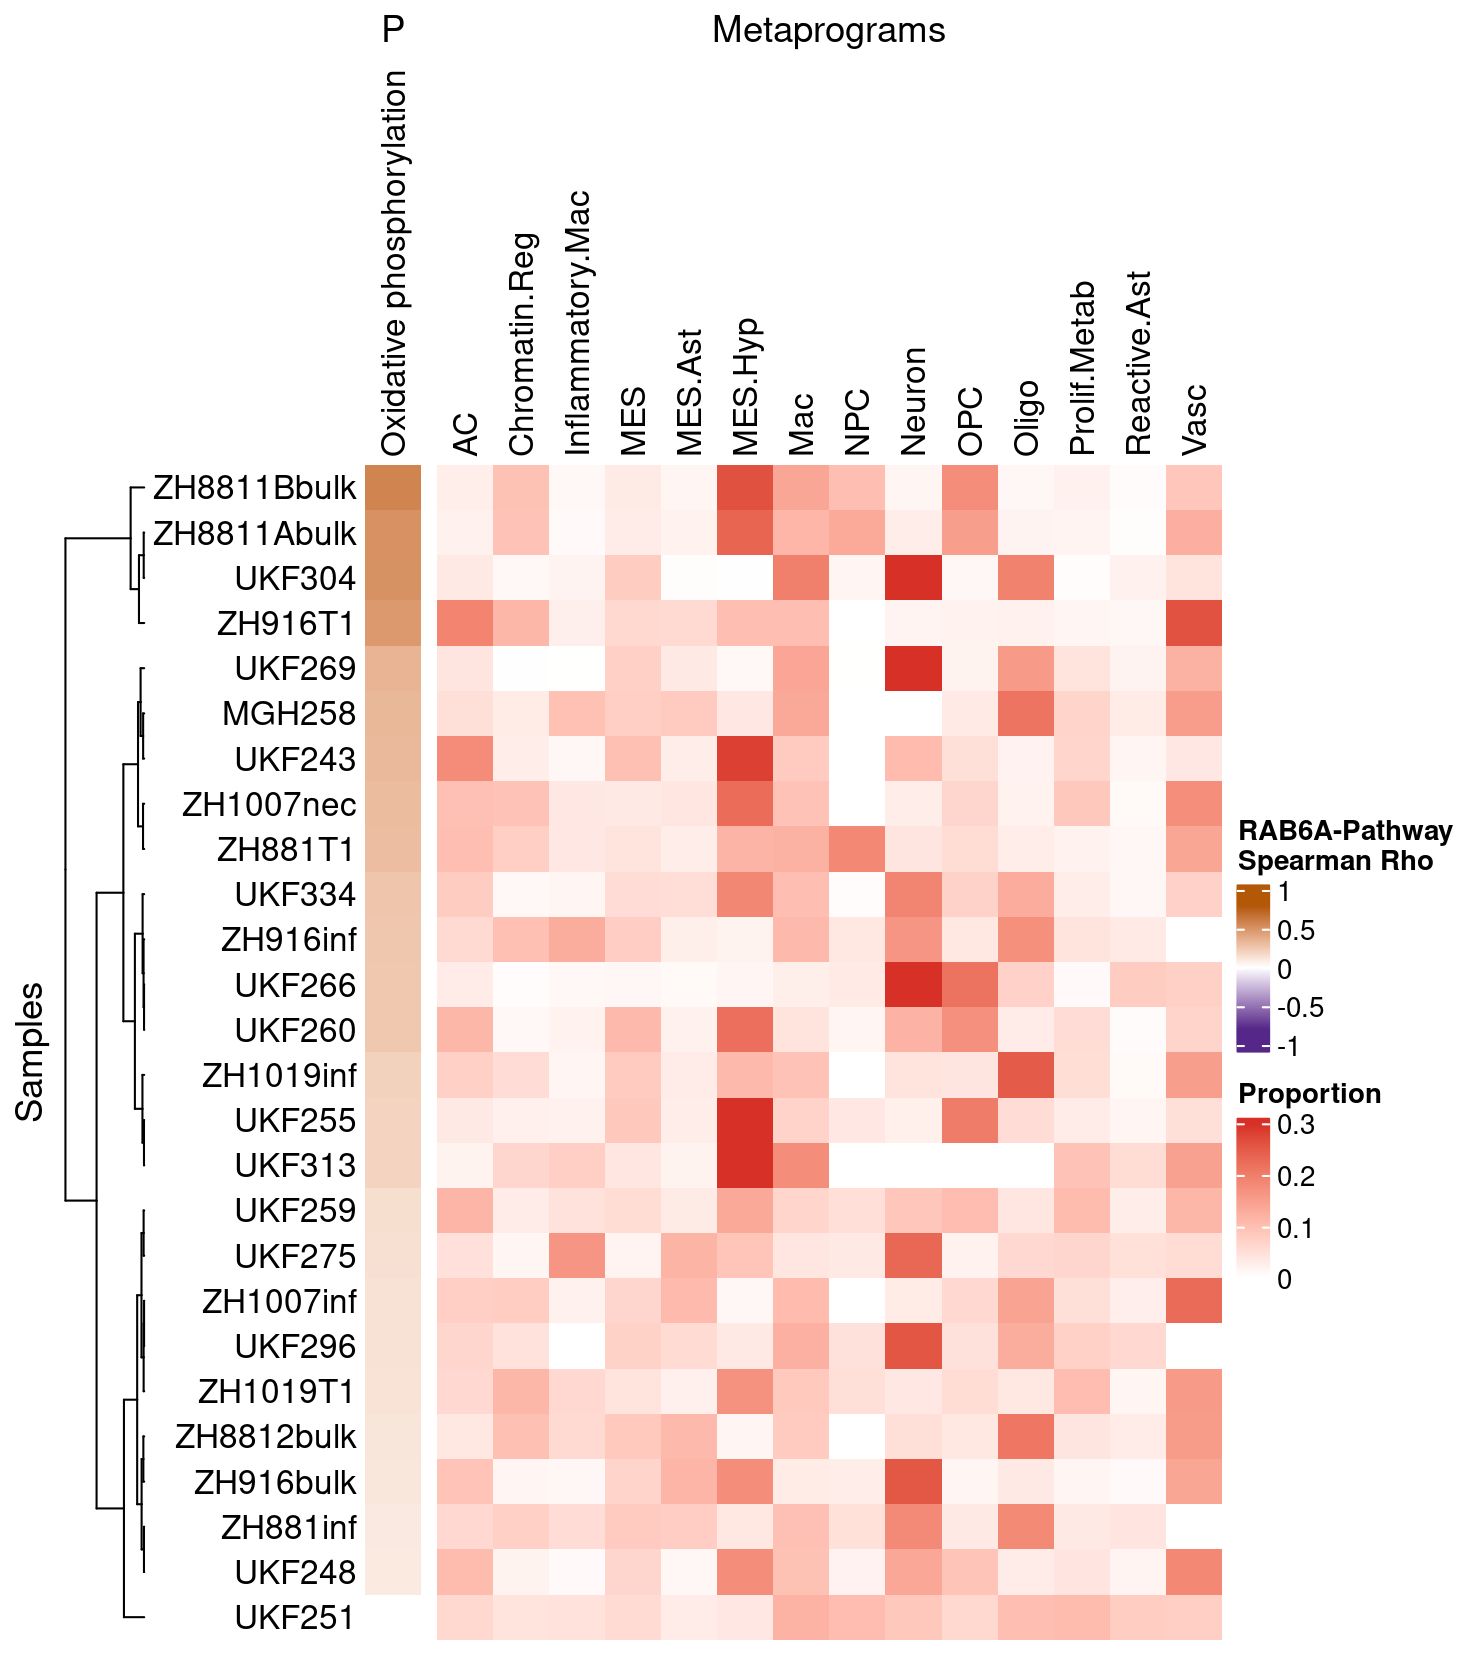 P
Metaprograms
Oxidative phosphorylation
AC
Chromatin.Reg
Inflammatory.Mac
MES
MES.Ast
MES.Hyp
Mac
NPC
Neuron
OPC
Oligo
Prolif.Metab
Reactive.Ast
Vasc
Samples
ZH8811Bbulk
ZH8811Abulk
UKF304
ZH916T1
UKF269
MGH258
UKF243
ZH1007nec
ZH881T1
UKF334
ZH916inf
UKF266
UKF260
ZH1019inf
UKF255
UKF313
UKF259
UKF275
ZH1007inf
UKF296
ZH1019T1
ZH8812bulk
ZH916bulk
ZH881inf
UKF248
UKF251
RAB6A-Pathway
Spearman Rho
1
0.5
0
-0.5
-1
Proportion
0.3
0.2
0.1
0